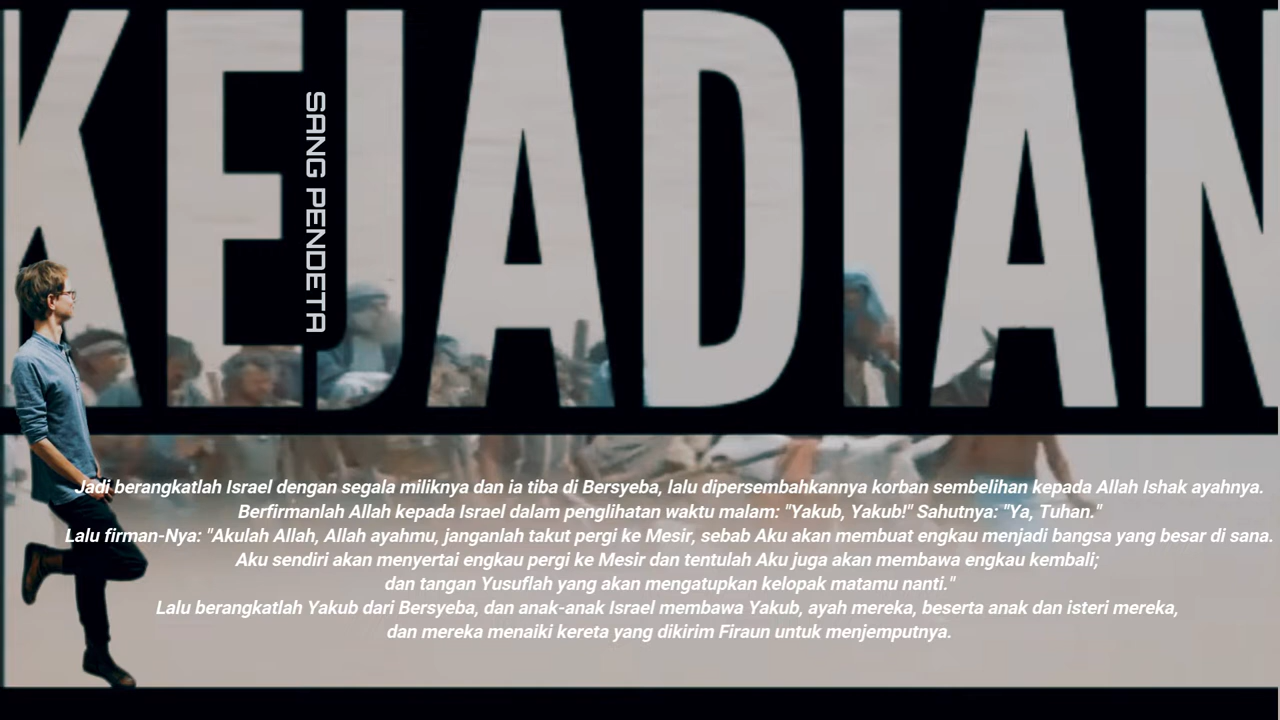 KEJADIAN
SANG PENDETA
Jadi berangkatlah Israel dengan segala miliknya dan ia tiba di Bersyeba, lalu dipersembahkannya korban sembelihan kepada Allah Ishak ayahnya.
Berfirmanlah Allah kepada Israel dalam penglihatan waktu malam: "Yakub, Yakub!" Sahutnya: "Ya, Tuhan."
Lalu firman-Nya: "Akulah Allah, Allah ayahmu, janganlah takut pergi ke Mesir, sebab Aku akan membuat engkau menjadi bangsa yang besar di sana.
Aku sendiri akan menyertai engkau pergi ke Mesir dan tentulah Aku juga akan membawa engkau kembali;
dan tangan Yusuflah yang akan mengatupkan kelopak matamu nanti."
Lalu berangkatlah Yakub dari Bersyeba, dan anak-anak Israel membawa Yakub, ayah mereka, beserta anak dan isteri mereka,
dan mereka menaiki kereta yang dikirim Firaun untuk menjemputnya.